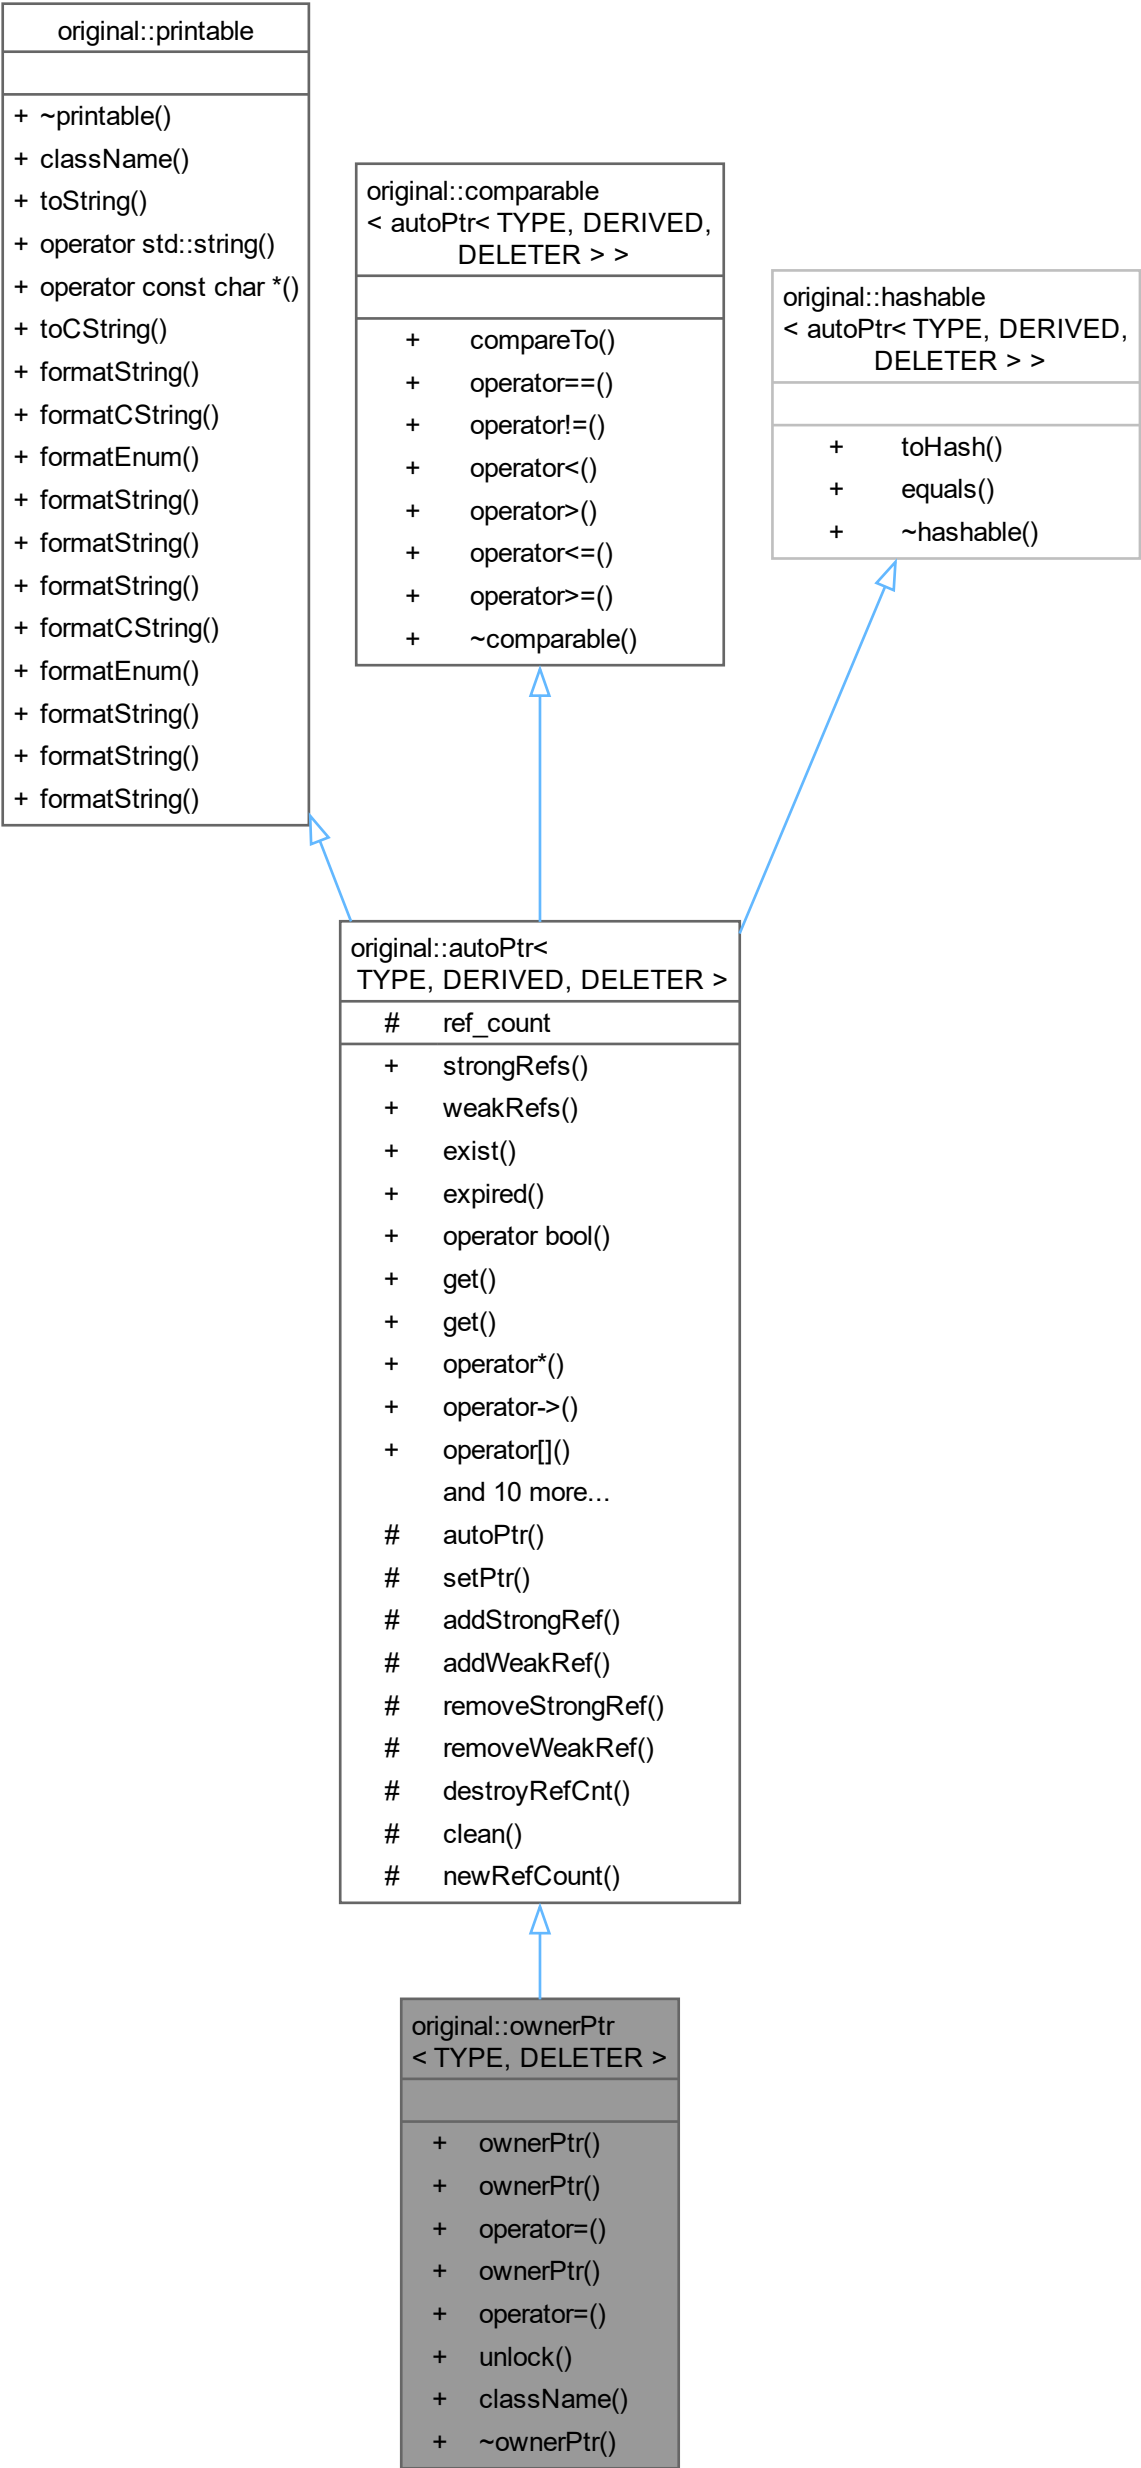 original::printable
+ ~printable()
+ className()
+ toString()
+ operator std::string()
+ operator const char *()
+ toCString()
+ formatString()
+ formatCString()
+ formatEnum()
+ formatString()
+ formatString()
+ formatString()
+ formatCString()
+ formatEnum()
+ formatString()
+ formatString()
+ formatString()
original::comparable
< autoPtr< TYPE, DERIVED,
DELETER > >
+ compareTo()
+ operator==()
+ operator!=()
+ operator<()
+ operator>()
+ operator<=()
+ operator>=()
+ ~comparable()
original::hashable
< autoPtr< TYPE, DERIVED,
DELETER > >
+ toHash()
+ equals()
+ ~hashable()
original::autoPtr<
TYPE, DERIVED, DELETER >
# ref_count
+ strongRefs()
+ weakRefs()
+ exist()
+ expired()
+ operator bool()
+ get()
+ get()
+ operator*()
+ operator->()
+ operator[]()
and 10 more...
# autoPtr()
# setPtr()
# addStrongRef()
# addWeakRef()
# removeStrongRef()
# removeWeakRef()
# destroyRefCnt()
# clean()
# newRefCount()
original::ownerPtr
< TYPE, DELETER >
+ ownerPtr()
+ ownerPtr()
+ operator=()
+ ownerPtr()
+ operator=()
+ unlock()
+ className()
+ ~ownerPtr()